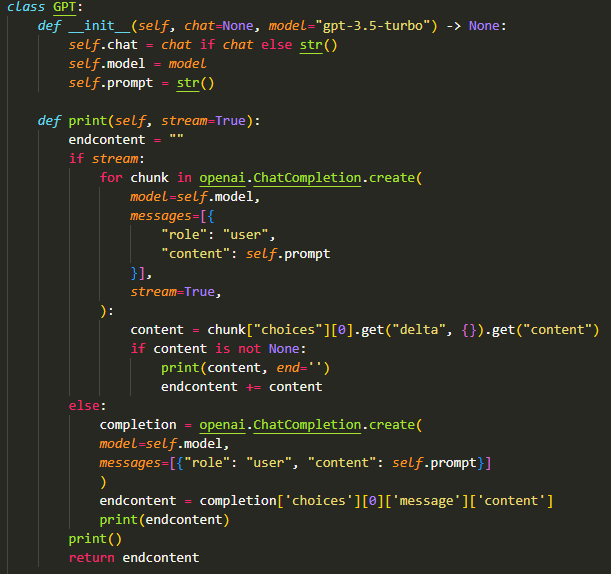 class GPT:
    def __init__(self, chat=None, model="gpt-3.5-turbo") -> None:
        self.chat = chat if chat else str()
        self.model = model
        self.prompt = str()

    def print(self, stream=True):
        endcontent = ""
        if stream:
            for chunk in openai.ChatCompletion.create(
                model=self.model,
                messages=[{
                    "role": "user",
                    "content": self.prompt
                }],
                stream=True,
            ):
                content = chunk["choices"][0].get("delta", {}).get("content")
                if content is not None:
                    print(content, end='')
                    endcontent += content
        else:
            completion = openai.ChatCompletion.create(
            model=self.model,
            messages=[{"role": "user", "content": self.prompt}]
            )
            endcontent = completion['choices'][0]['message']['content']
            print(endcontent)
        print()
        return endcontent